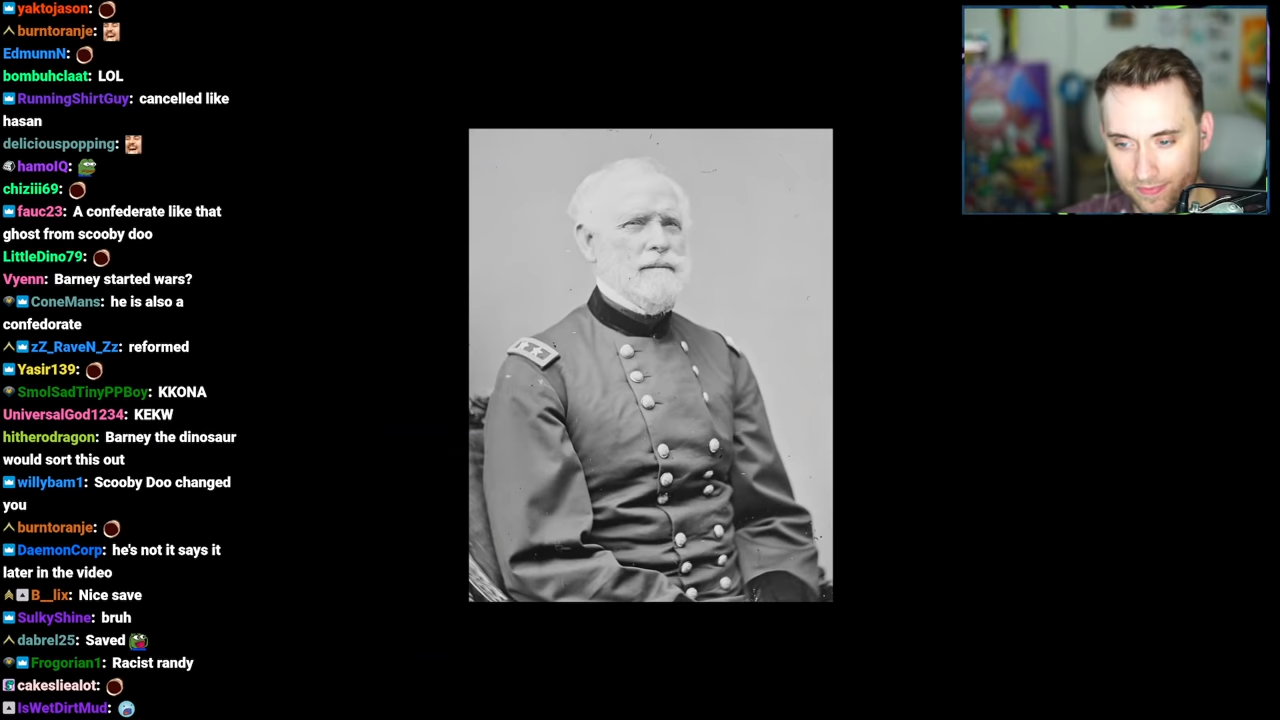 yaktojason:
burntoranje:
EdmunnN:
bombuhclaat: LOL
RunningShirtGuy: cancelled like
hasan
deliciouspopping:
hamoIQ:
chiziii69:
fauc23: A confederate like that
ghost from scooby doo
LittleDino79:
Vyenn: Barney started wars?
ConeMans: he is also a
confedorate
zZ_RaveN_Zz: reformed
Yasir139:
SmolSadTinyPPBoy: KKONA
UniversalGod1234: KEKW
hitherodragon: Barney the dinosaur
would sort this out
willybam1: Scooby Doo changed
you
burntoranje:
DaemonCorp: he's not it says it
later in the video
B__lix: Nice save
SulkyShine: bruh
dabrel25: Saved
Frogorian1: Racist randy
cakesliealot:
IsWetDirtMud: